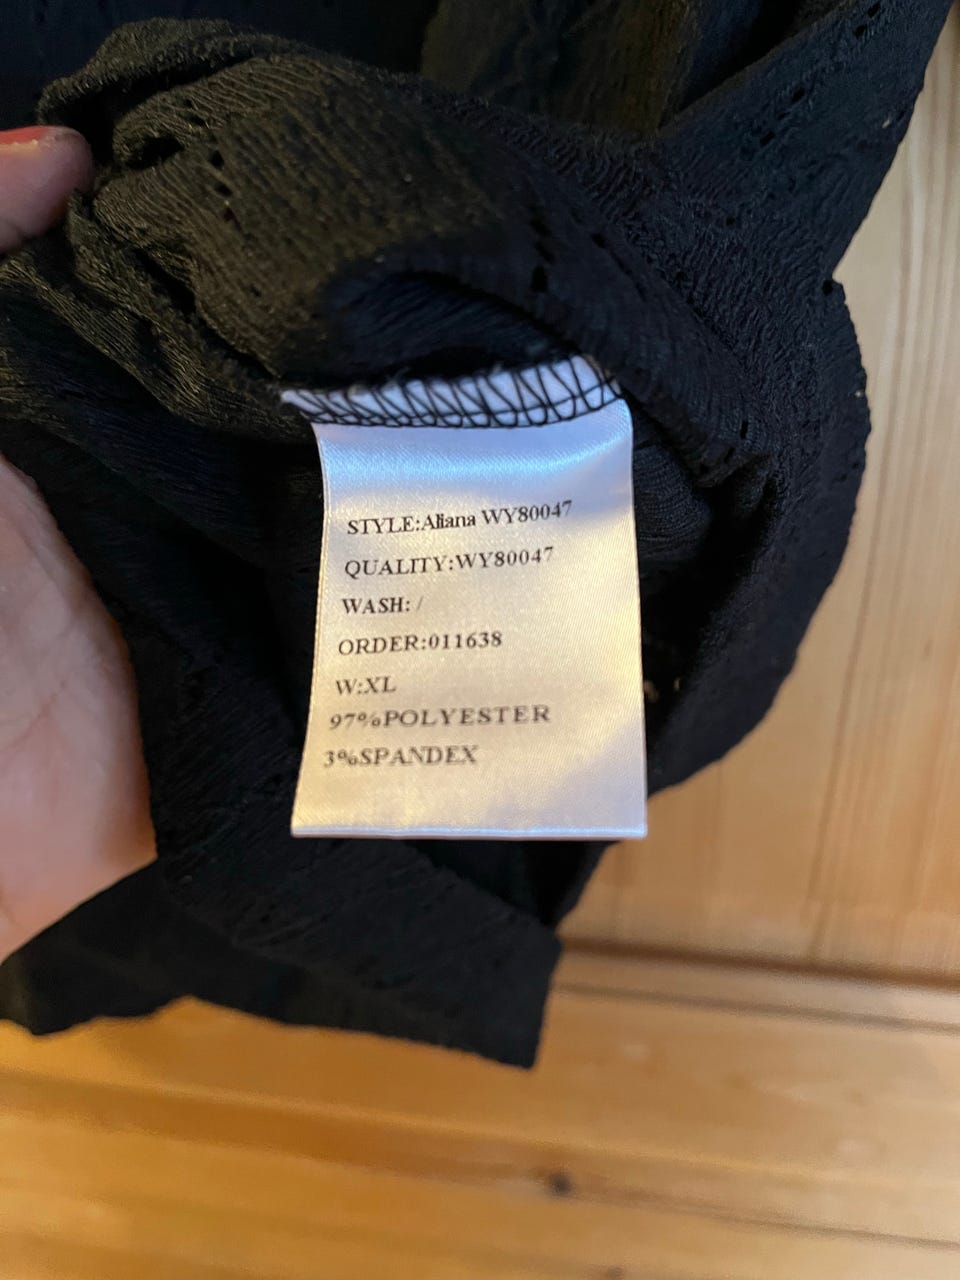 STYLE:Aliana WY80047
QUALITY:WY80047
WASH: /
ORDER:011638
W:XL
97%POLYESTER
3%SPANDEX